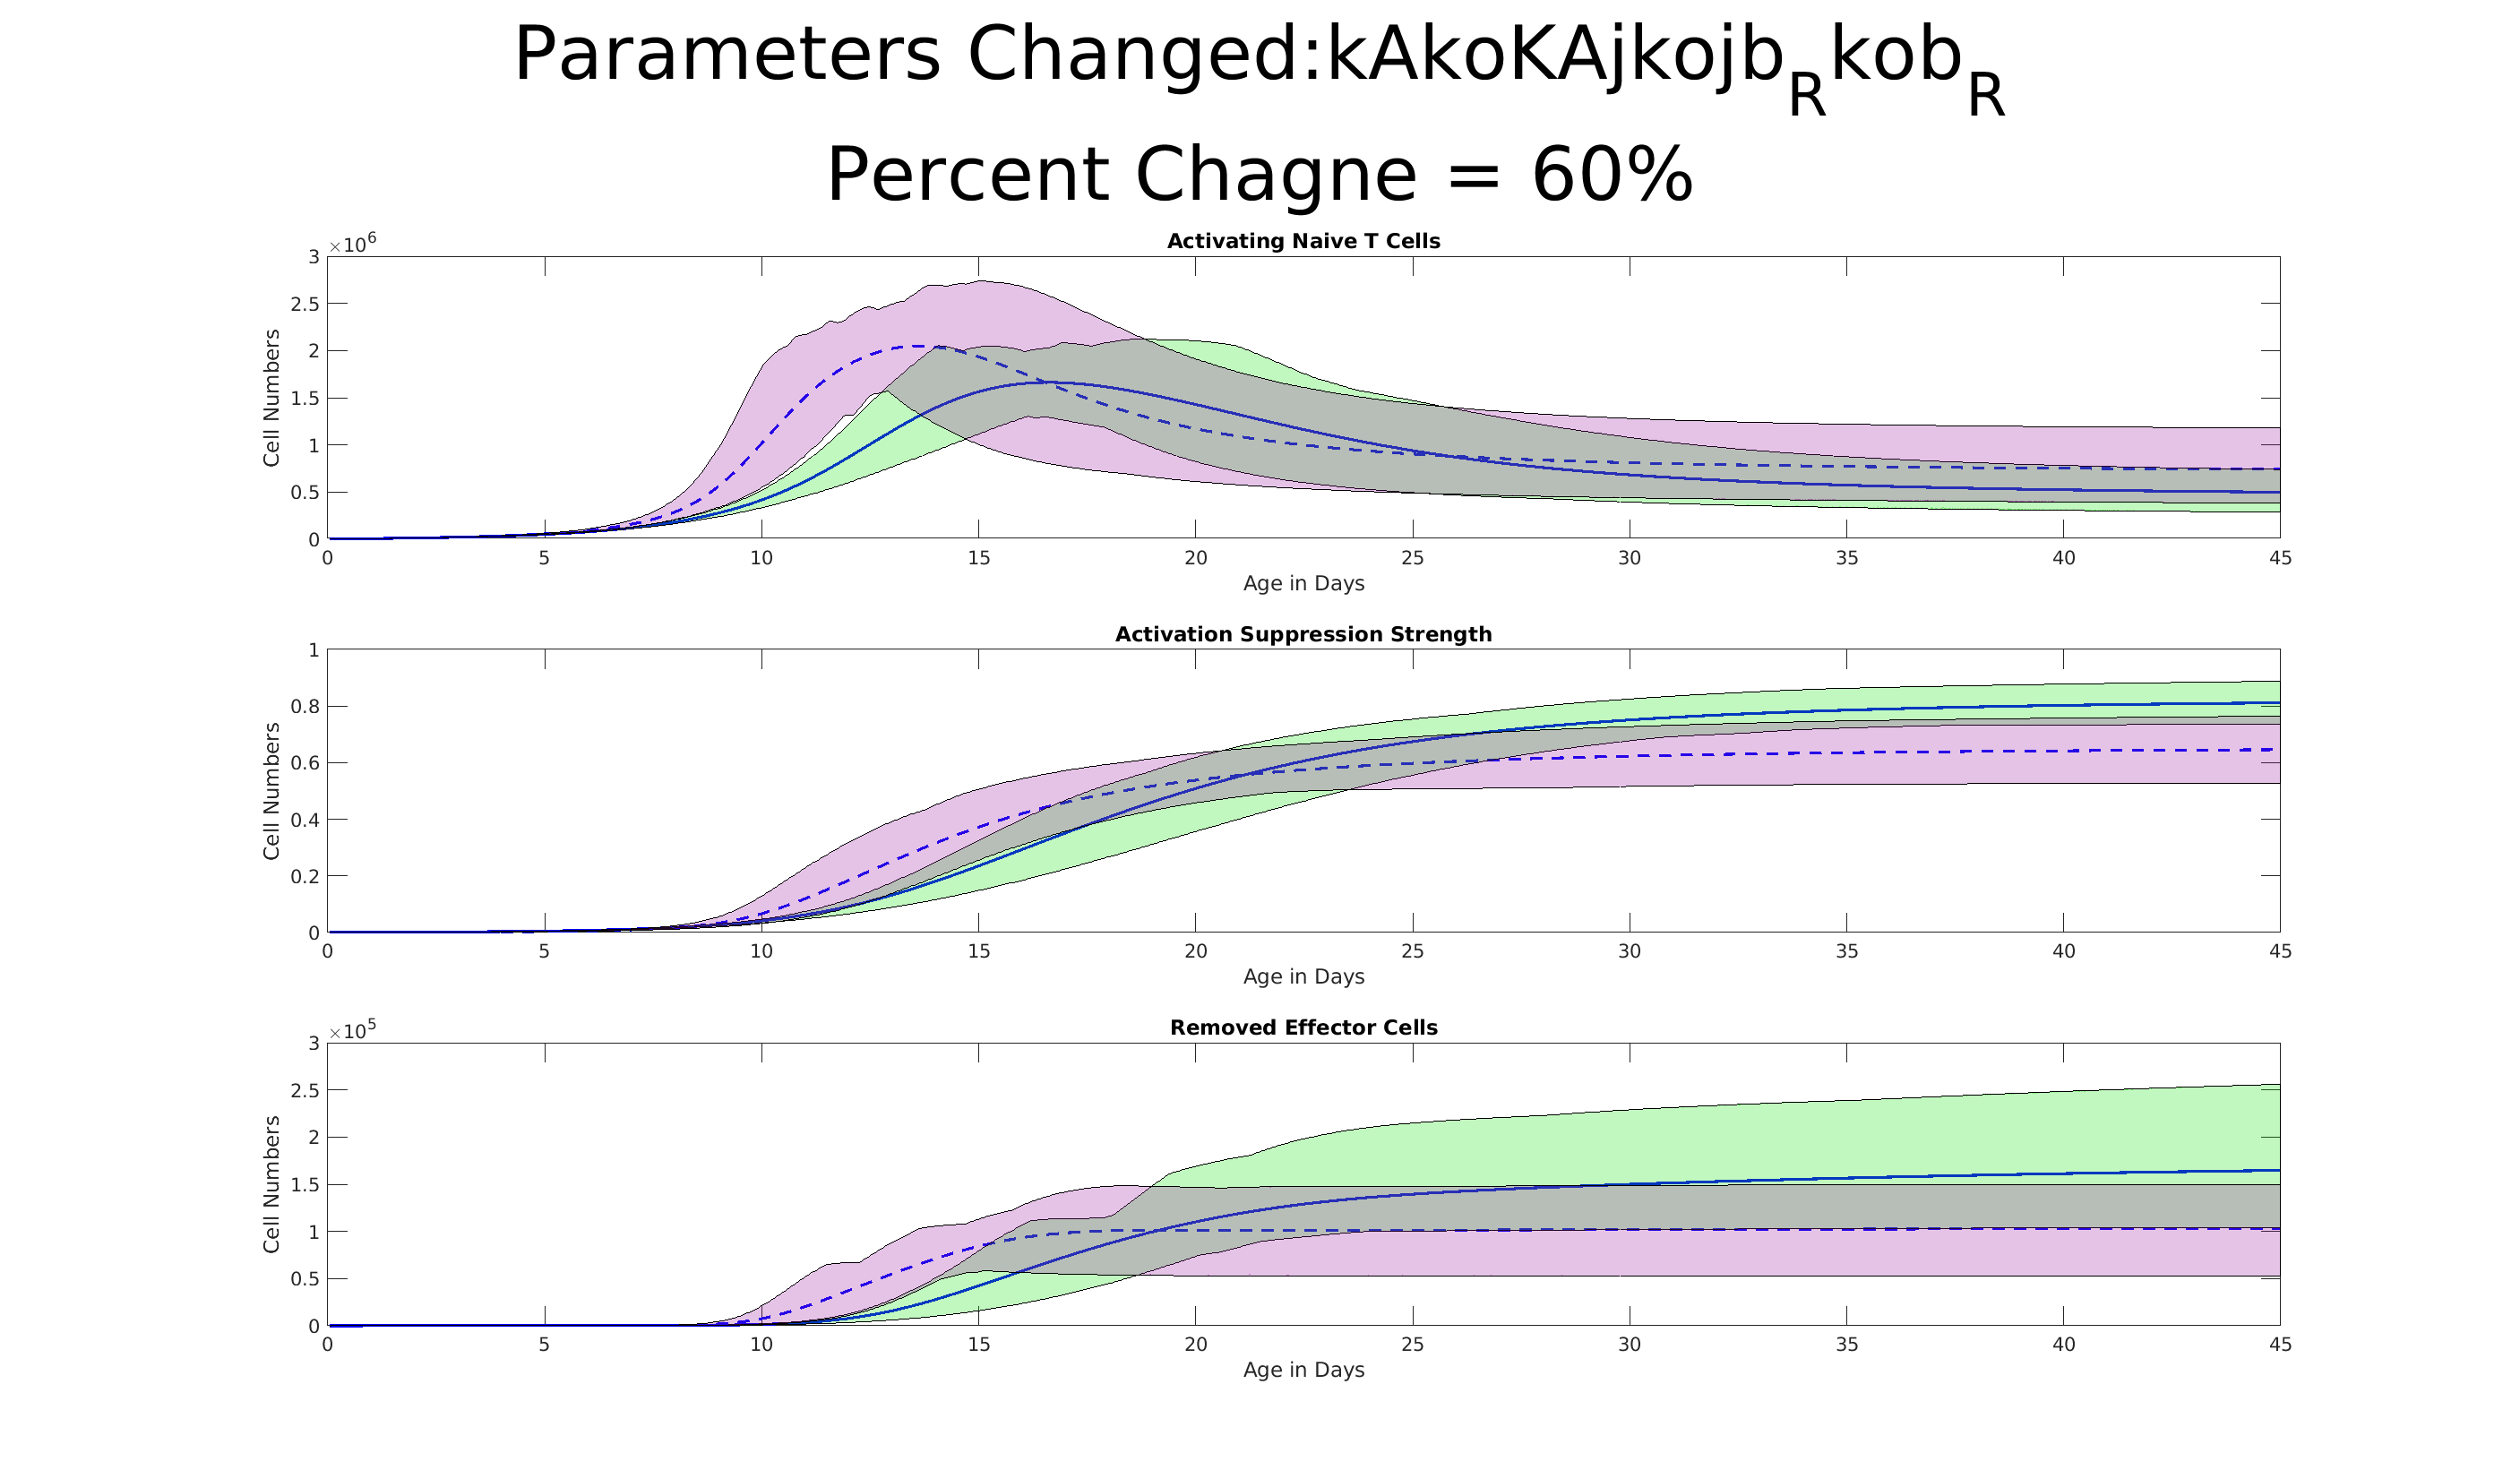 Parameters Changed:kAkoKAjkojb_Rkob_R
Percent Chagne = 60%
Activating Naive T Cells
×10^6
3
2.5
2
1.5
1
0.5
0
Cell Numbers
0 5 10 15 20 25 30 35 40 45
Age in Days
Activation Suppression Strength
1
0.8
0.6
0.4
0.2
0
Cell Numbers
0 5 10 15 20 25 30 35 40 45
Age in Days
Removed Effector Cells
×10^5
3
2.5
2
1.5
1
0.5
0
Cell Numbers
0 5 10 15 20 25 30 35 40 45
Age in Days